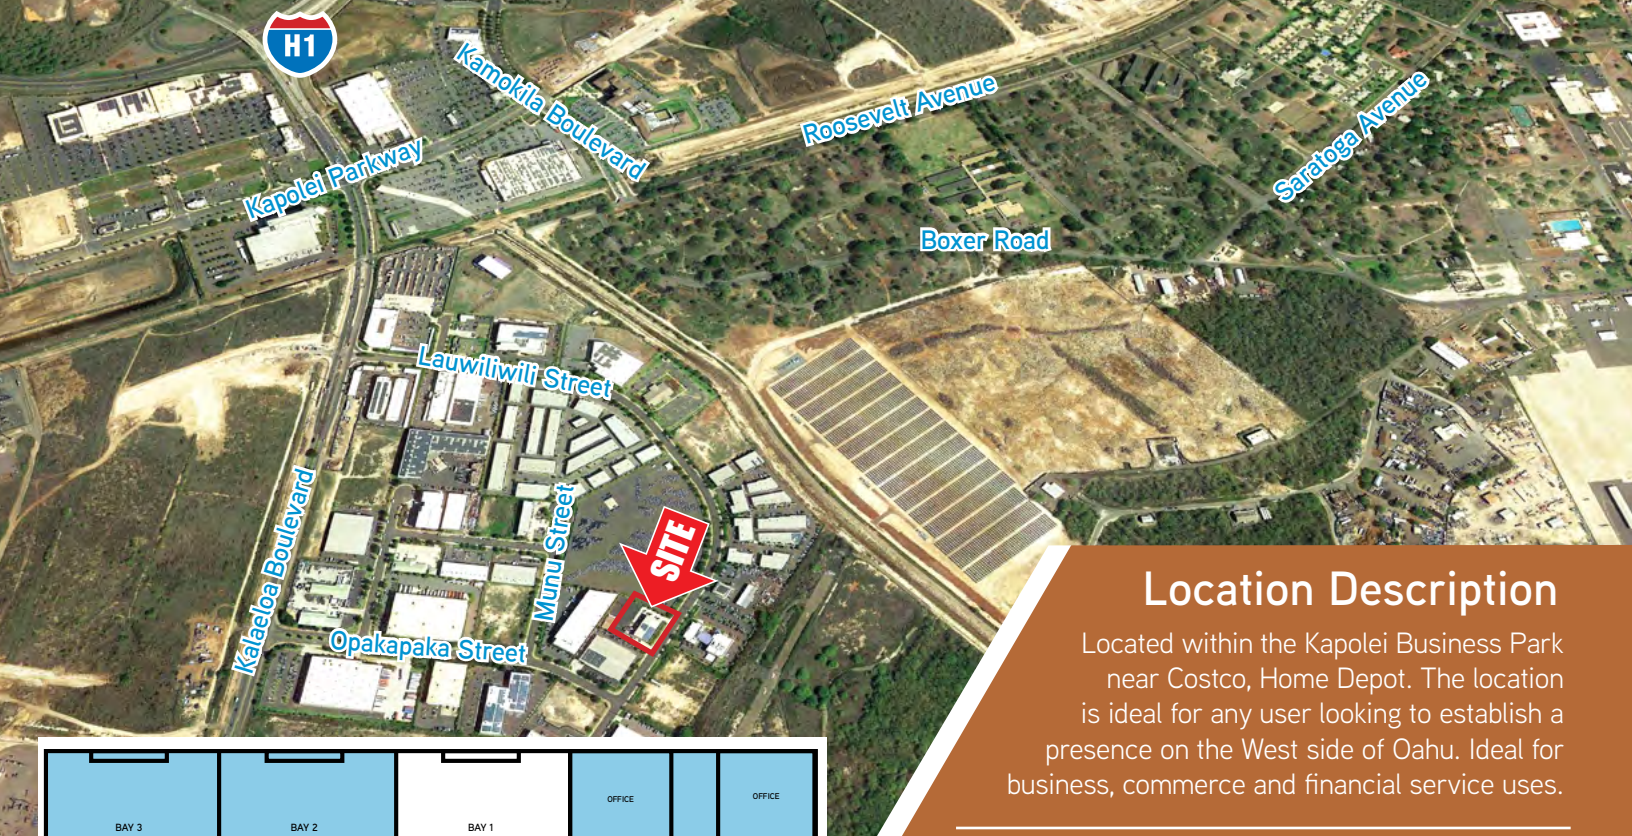 H1
Kamokila Boulevard
Roosevelt Avenue
Saratoga Avenue
Kapolei Parkway
Boxer Road
Lauwiliwili Street
Kalaeloa Boulevard
Munu Street
SITE
Opakapaka Street
Location Description
Located within the Kapolei Business Park
near Costco, Home Depot. The location
is ideal for any user looking to establish a
presence on the West side of Oahu. Ideal for
business, commerce and financial service uses.
BAY 3
BAY 2
BAY 1
OFFICE
OFFICE